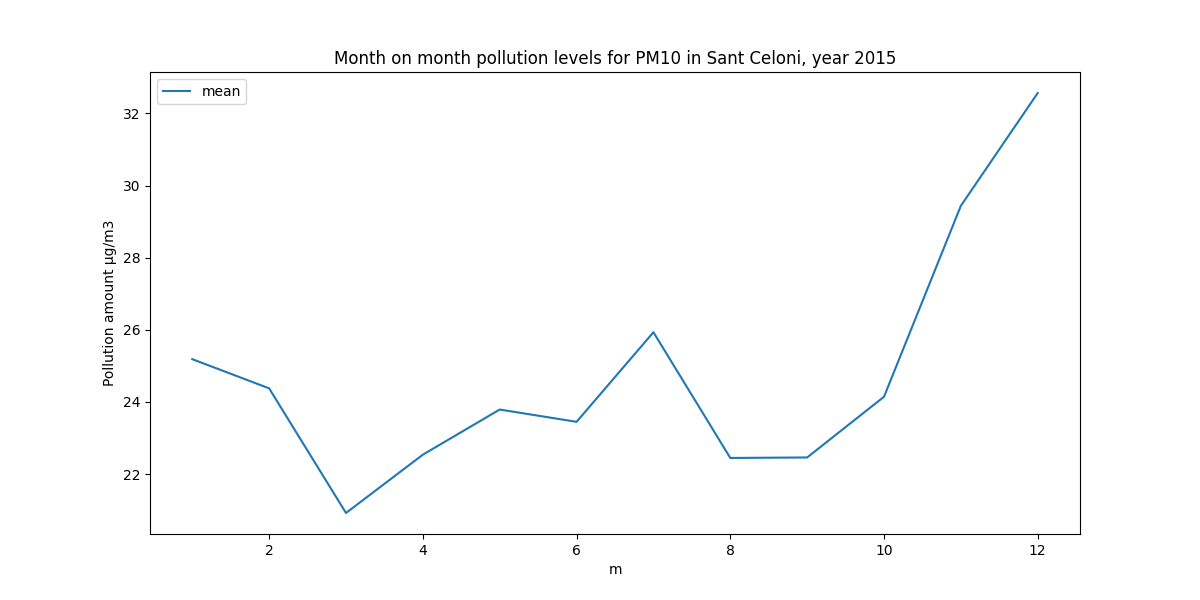 Month on month pollution levels for PM10 in Sant Celoni, year 2015
mean
Pollution amount µg/m3
32
30
28
26
24
22
2 4 6 8 10 12
m